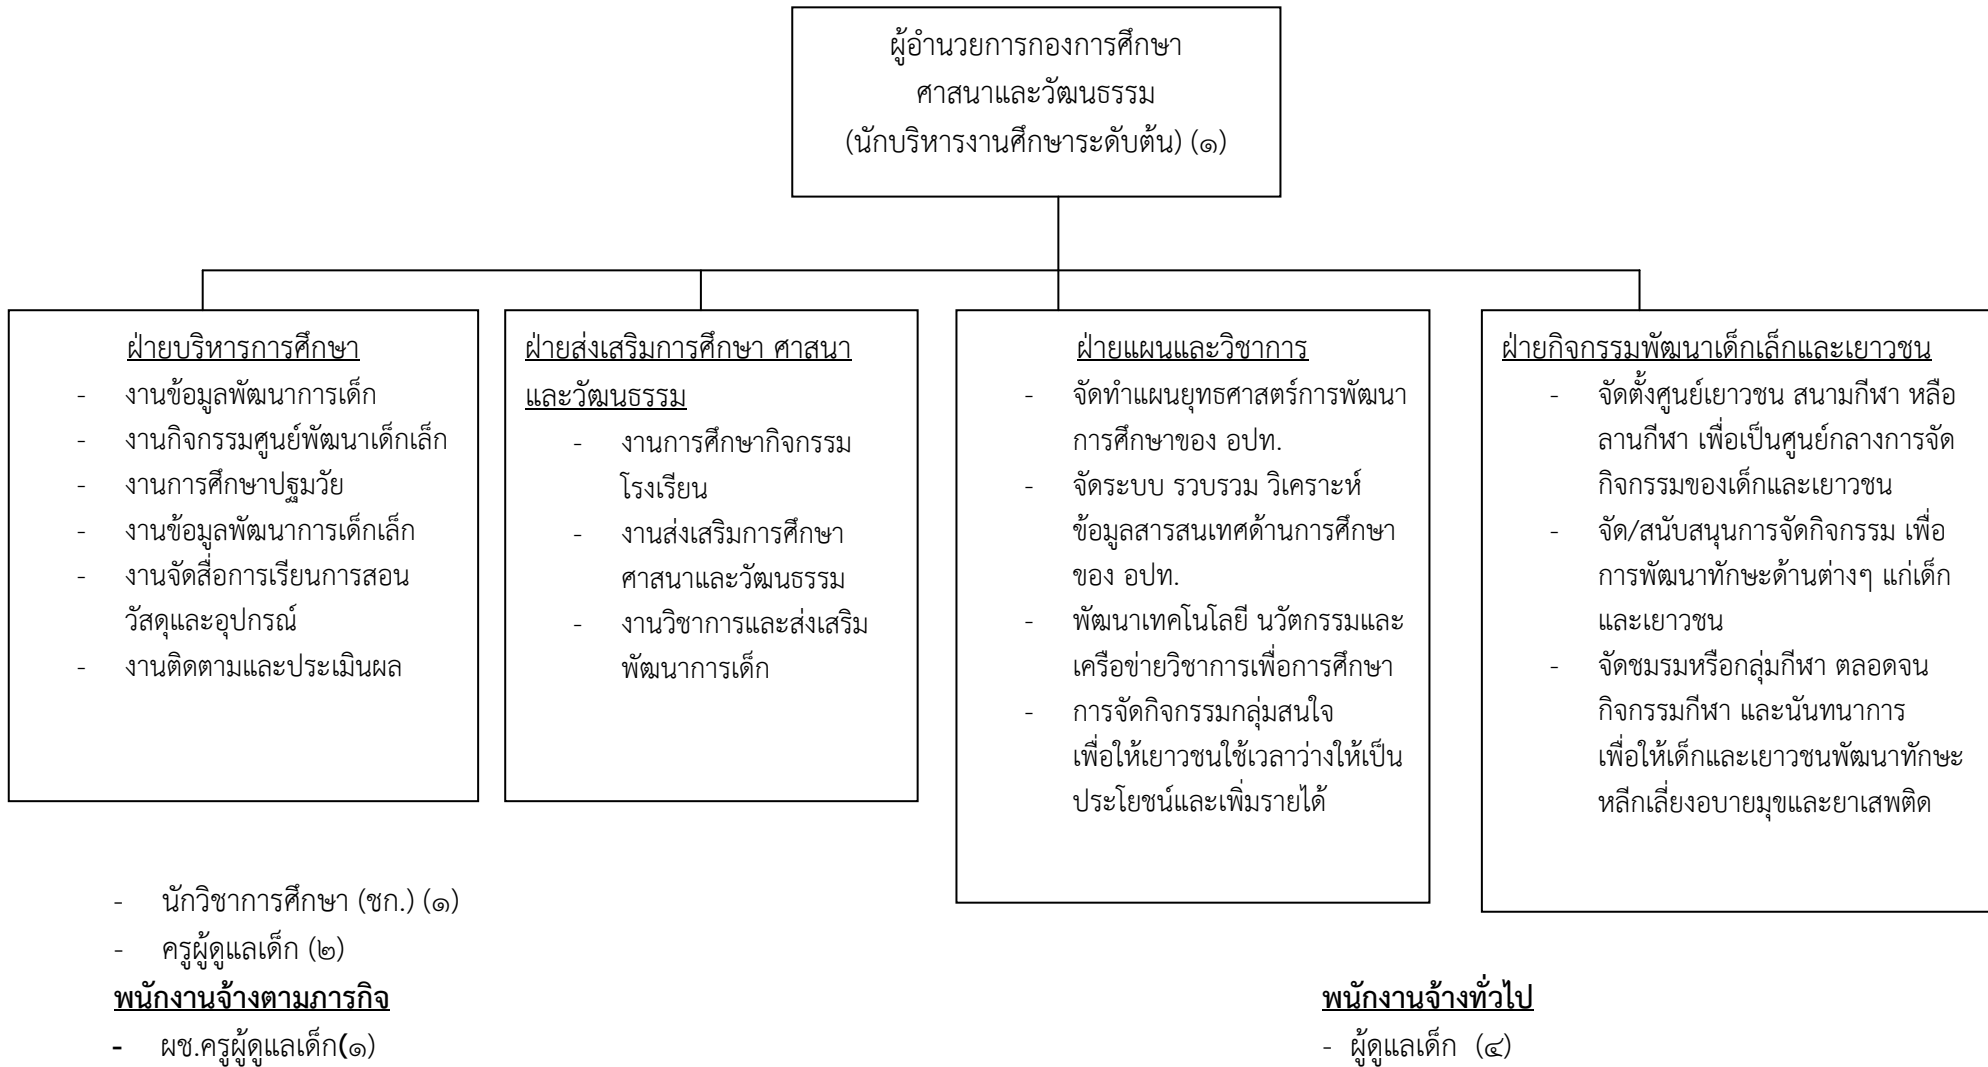 ผู้อำนวยการกองการศึกษา
ศาสนาและวัฒนธรรม
(นักบริหารงานศึกษาระดับต้น) (๑)
ฝ่ายบริหารการศึกษา
- งานข้อมูลพัฒนาการเด็ก
- งานกิจกรรมศูนย์พัฒนาเด็กเล็ก
- งานการศึกษาปฐมวัย
- งานข้อมูลพัฒนาการเด็กเล็ก
- งานจัดสื่อการเรียนการสอน
วัสดุและอุปกรณ์
- งานติดตามและประเมินผล
ฝ่ายส่งเสริมการศึกษา ศาสนา
และวัฒนธรรม
- งานการศึกษากิจกรรม
โรงเรียน
- งานส่งเสริมการศึกษา
ศาสนาและวัฒนธรรม
- งานวิชาการและส่งเสริม
พัฒนาการเด็ก
ฝ่ายแผนและวิชาการ
- จัดทำแผนยุทธศาสตร์การพัฒนา
การศึกษาของ อปท.
- จัดระบบ รวบรวม วิเคราะห์
ข้อมูลสารสนเทศด้านการศึกษา
ของ อปท.
- พัฒนาเทคโนโลยี นวัตกรรมและ
เครือข่ายวิชาการเพื่อการศึกษา
- การจัดกิจกรรมกลุ่มสนใจ
เพื่อให้เยาวชนใช้เวลาว่างให้เป็น
ประโยชน์และเพิ่มรายได้
ฝ่ายกิจกรรมพัฒนาเด็กเล็กและเยาวชน
- จัดตั้งศูนย์เยาวชน สนามกีฬา หลือ
ลานกีฬา เพื่อเป็นศูนย์กลางการจัด
กิจกรรมของเด็กและเยาวชน
- จัด/สนับสนุนการจัดกิจกรรม เพื่อ
การพัฒนาทักษะด้านต่างๆ แก่เด็ก
และเยาวชน
- จัดชมรมหรือกลุ่มกีฬา ตลอดจน
กิจกรรมกีฬา และนันทนาการ
เพื่อให้เด็กและเยาวชนพัฒนาทักษะ
หลีกเลี่ยงอบายมุขและยาเสพติด
- นักวิชาการศึกษา (ชก.) (๑)
- ครูผู้ดูแลเด็ก (๒)
พนักงานจ้างตามภารกิจ
- ผช.ครูผู้ดูแลเด็ก(๑)
พนักงานจ้างทั่วไป
- ผู้ดูแลเด็ก (๔)